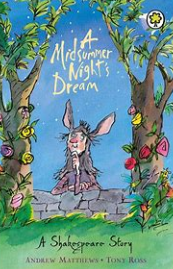 A
Midsummer
Night's
Dream
A Shakespeare Story
ANDREW MATTHEWS • TONY ROSS